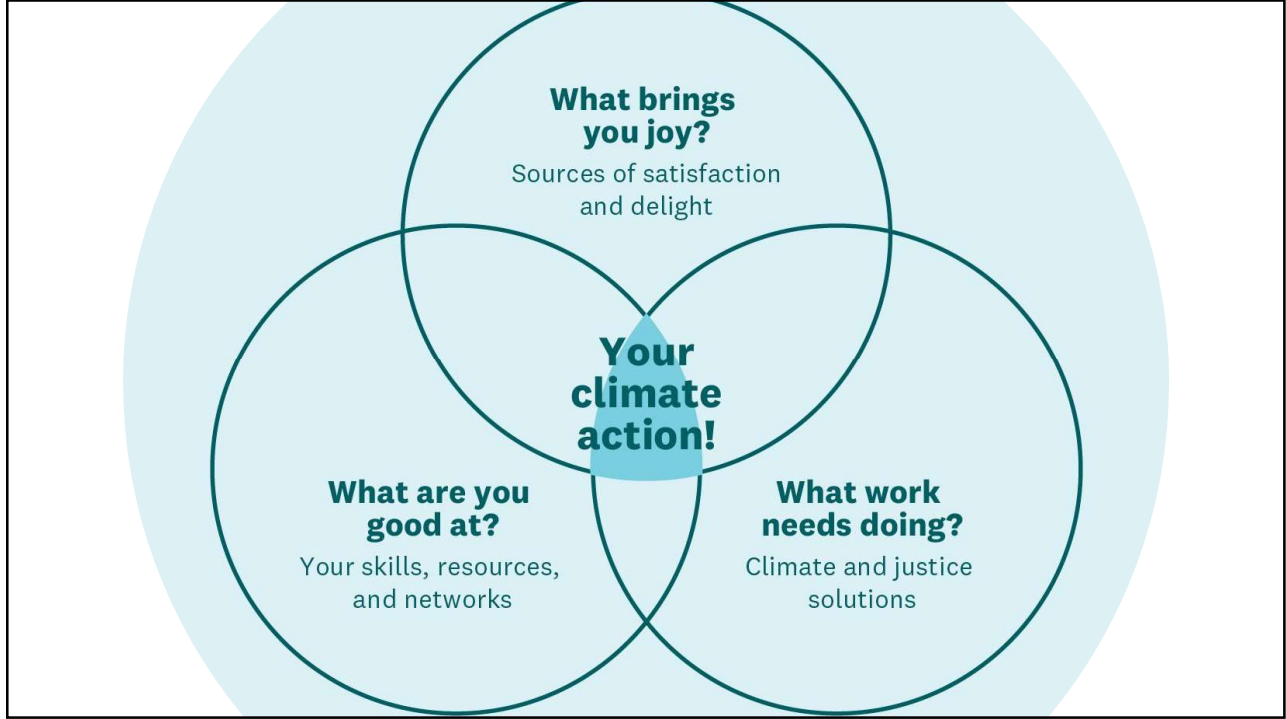 What brings
you joy?
Sources of satisfaction
and delight
Your
climate
action!
What are you
good at?
Your skills, resources,
and networks
What work
needs doing?
Climate and justice
solutions